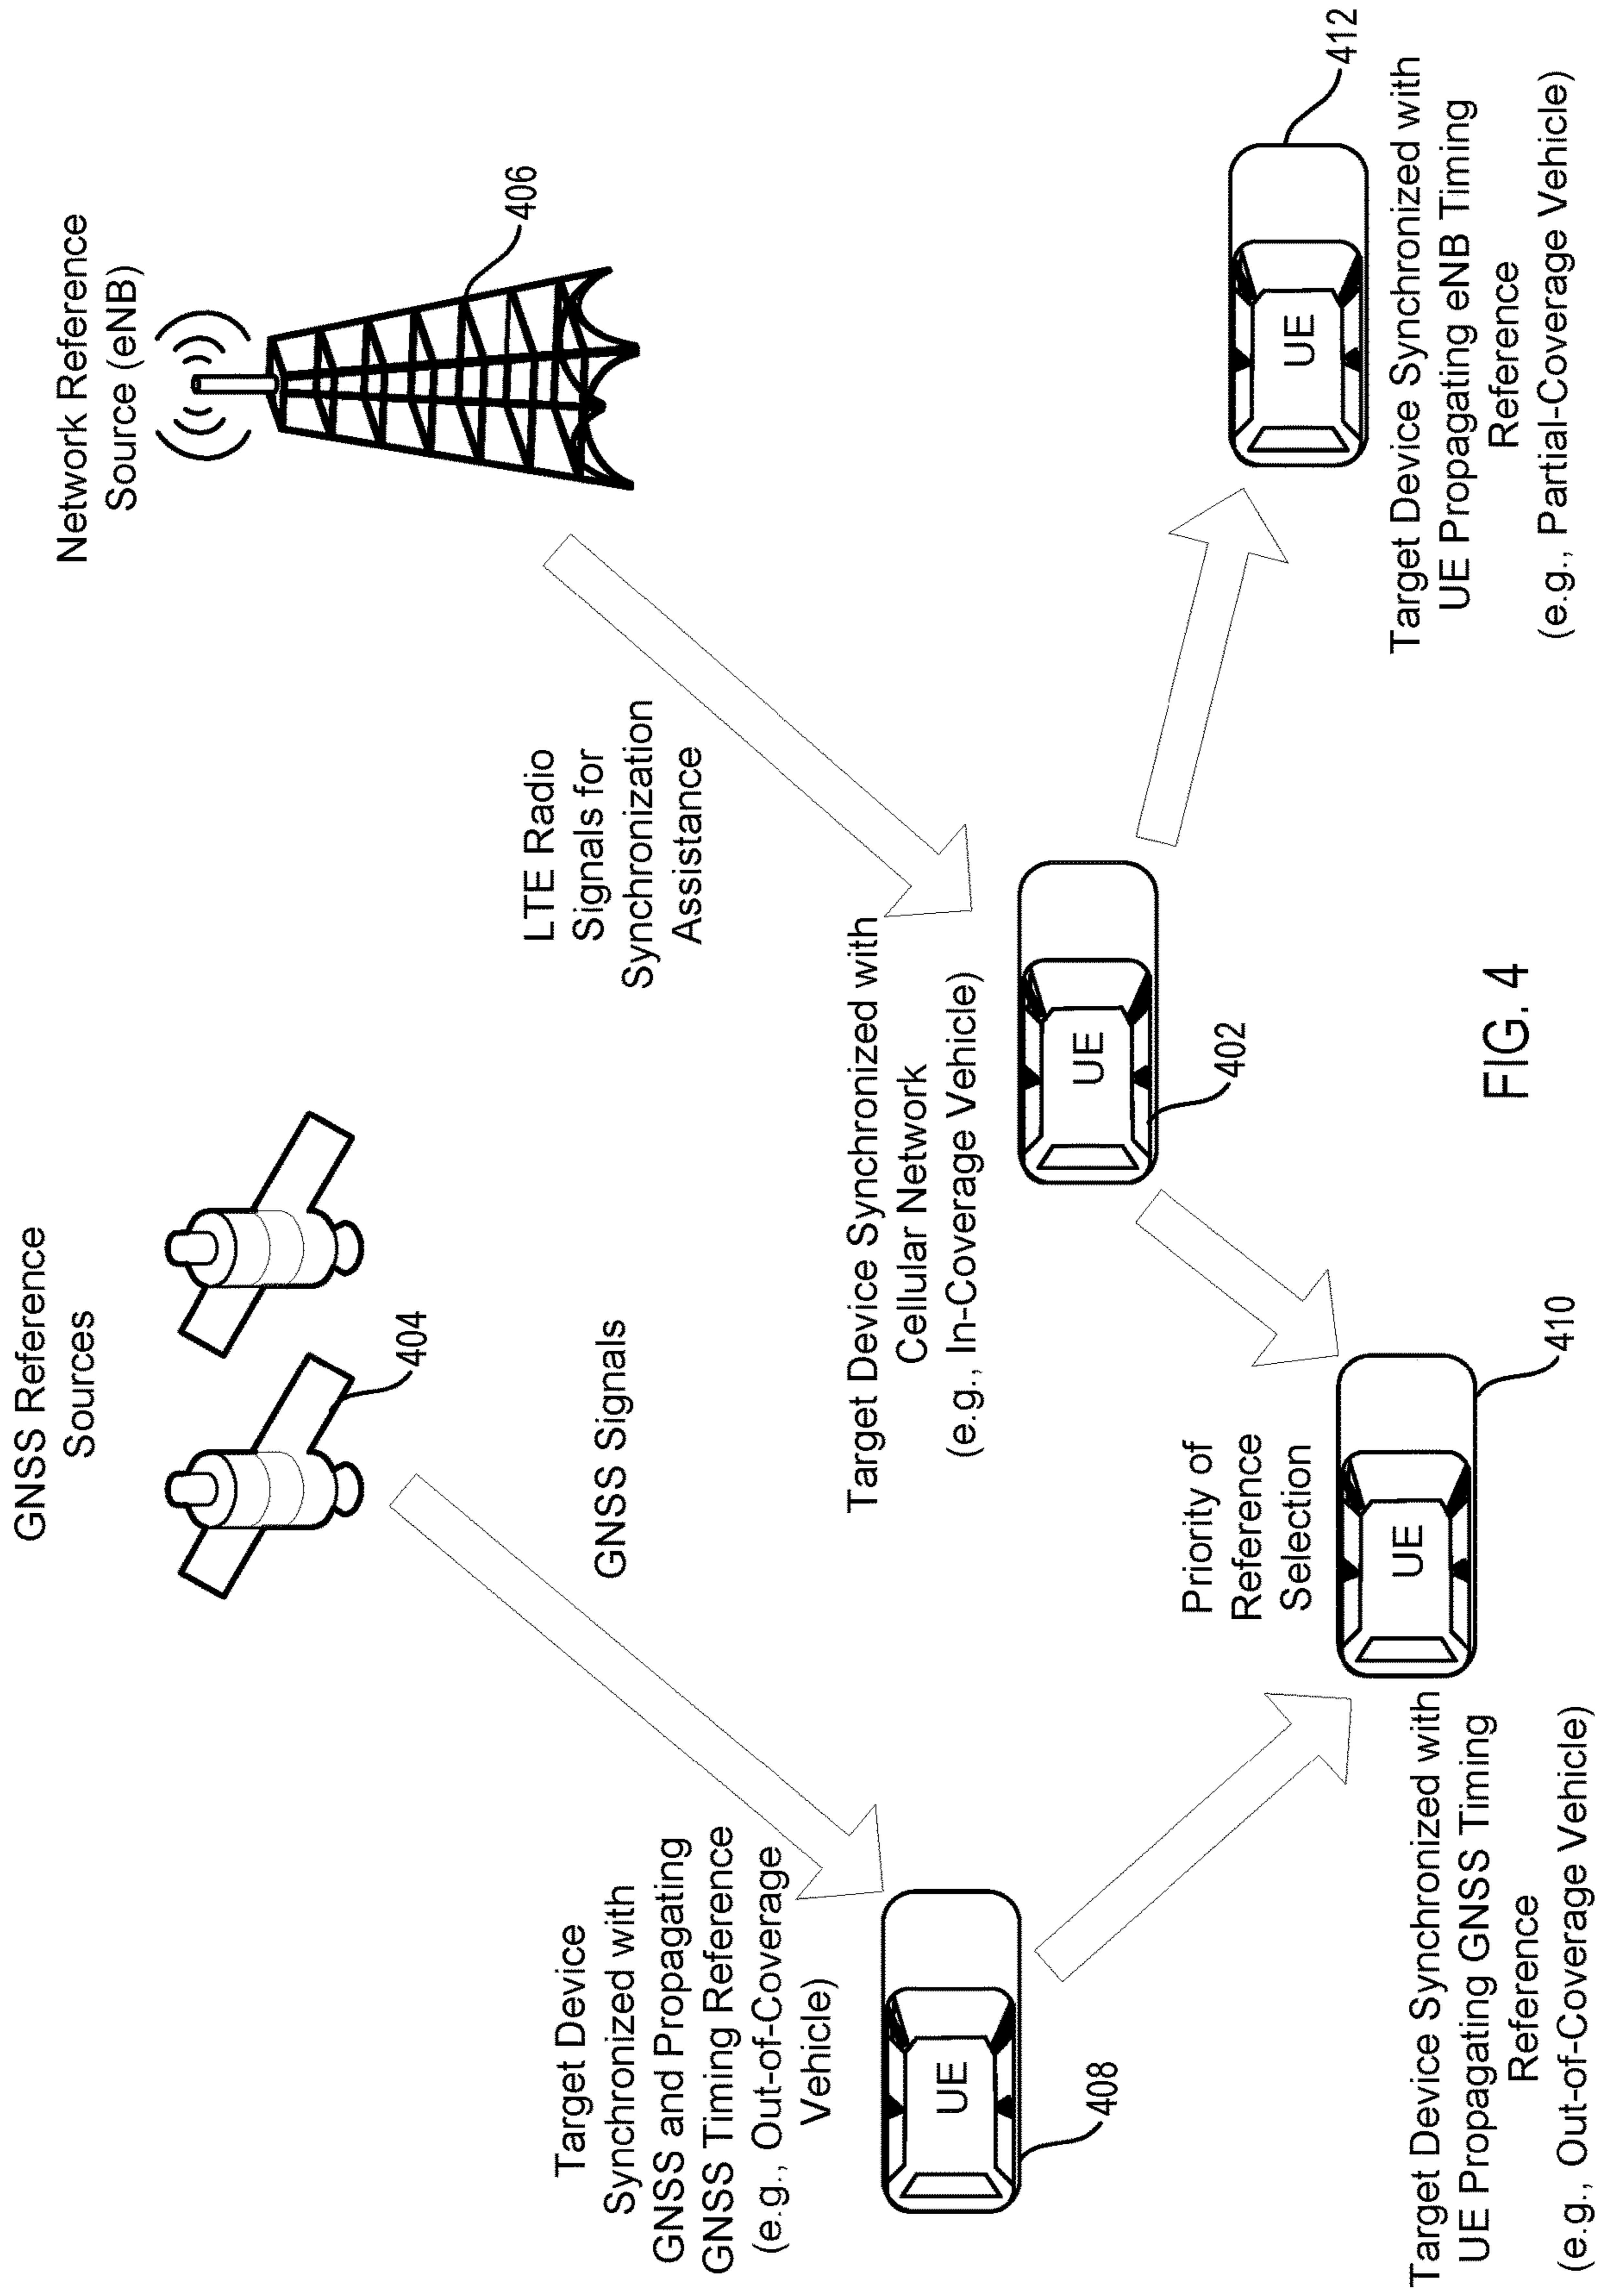 GNSS Reference
Sources
404
Network Reference
Source (eNB)
406
GNSS Signals
LTE Radio
Signals for
Synchronization
Assistance
Target Device
Synchronized with
GNSS and Propagating
GNSS Timing Reference
(e.g., Out-of-Coverage
Vehicle)
UE
408
Target Device Synchronized with
Cellular Network
(e.g., In-Coverage Vehicle)
UE
402
Priority of
Reference
Selection
UE
410
Target Device Synchronized with
UE Propagating GNSS Timing
Reference
(e.g., Out-of-Coverage Vehicle)
UE
412
Target Device Synchronized with
UE Propagating eNB Timing
Reference
(e.g., Partial-Coverage Vehicle)
FIG. 4